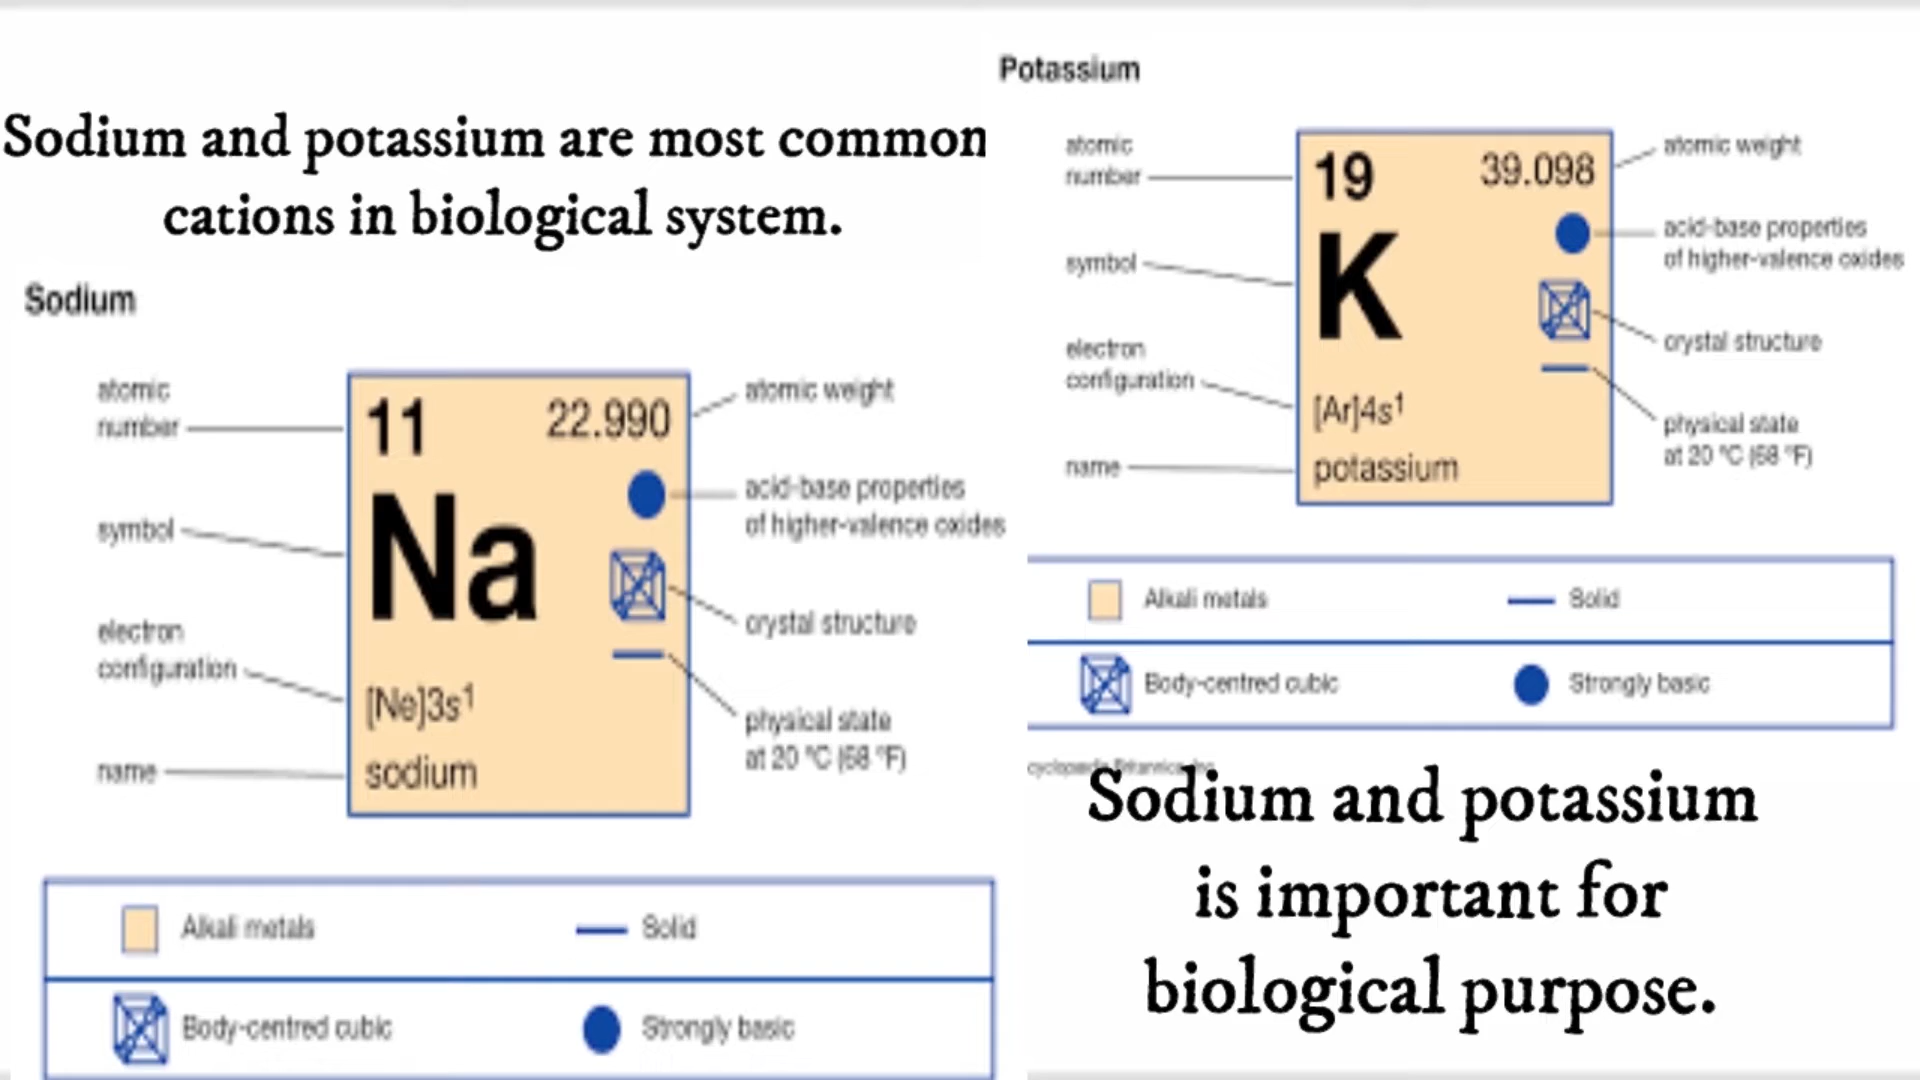 Sodium and potassium are most common
cations in biological system.
Sodium
atomic
number
symbol
electron
configuration
name
11
22.990
Na
[Ne]3s¹
sodium
atomic weight
acid-base properties
of higher-valence oxides
crystal structure
physical state
at 20 °C (68 °F)
Alkali metals
Solid
Body-centred cubic
Strongly basic
Potassium
atomic
number
symbol
electron
configuration
name
19
39.098
K
[Ar]4s¹
potassium
atomic weight
acid-base properties
of higher-valence oxides
crystal structure
physical state
at 20 °C (68 °F)
Alkali metals
Solid
Body-centred cubic
Strongly basic
Sodium and potassium
is important for
biological purpose.